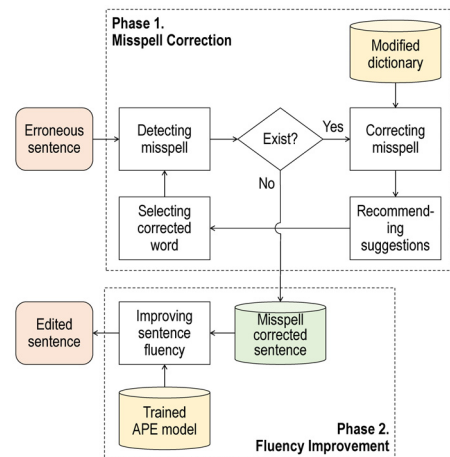 Phase 1.
Misspell Correction
Modified
dictionary
Erroneous
sentence
Detecting
misspell
Exist?
Yes
Correcting
misspell
No
Selecting
corrected
word
Recommend-
ing
suggestions
Edited
sentence
Improving
sentence
fluency
Misspell
corrected
sentence
Trained
APE model
Phase 2.
Fluency Improvement